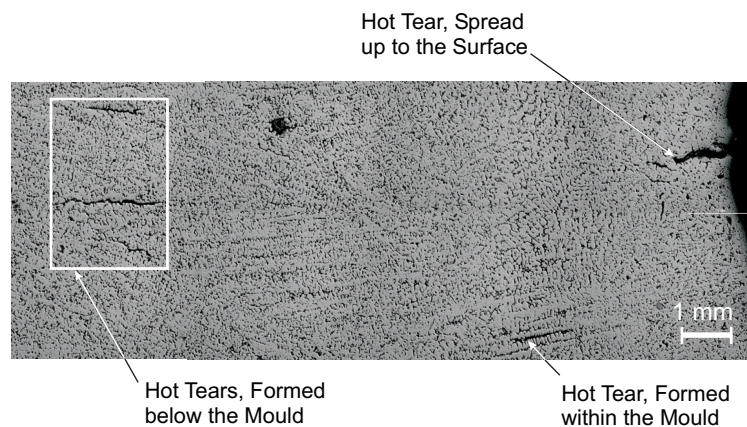 Hot Tear, Spread
up to the Surface
1 mm
Hot Tears, Formed
below the Mould
Hot Tear, Formed
within the Mould